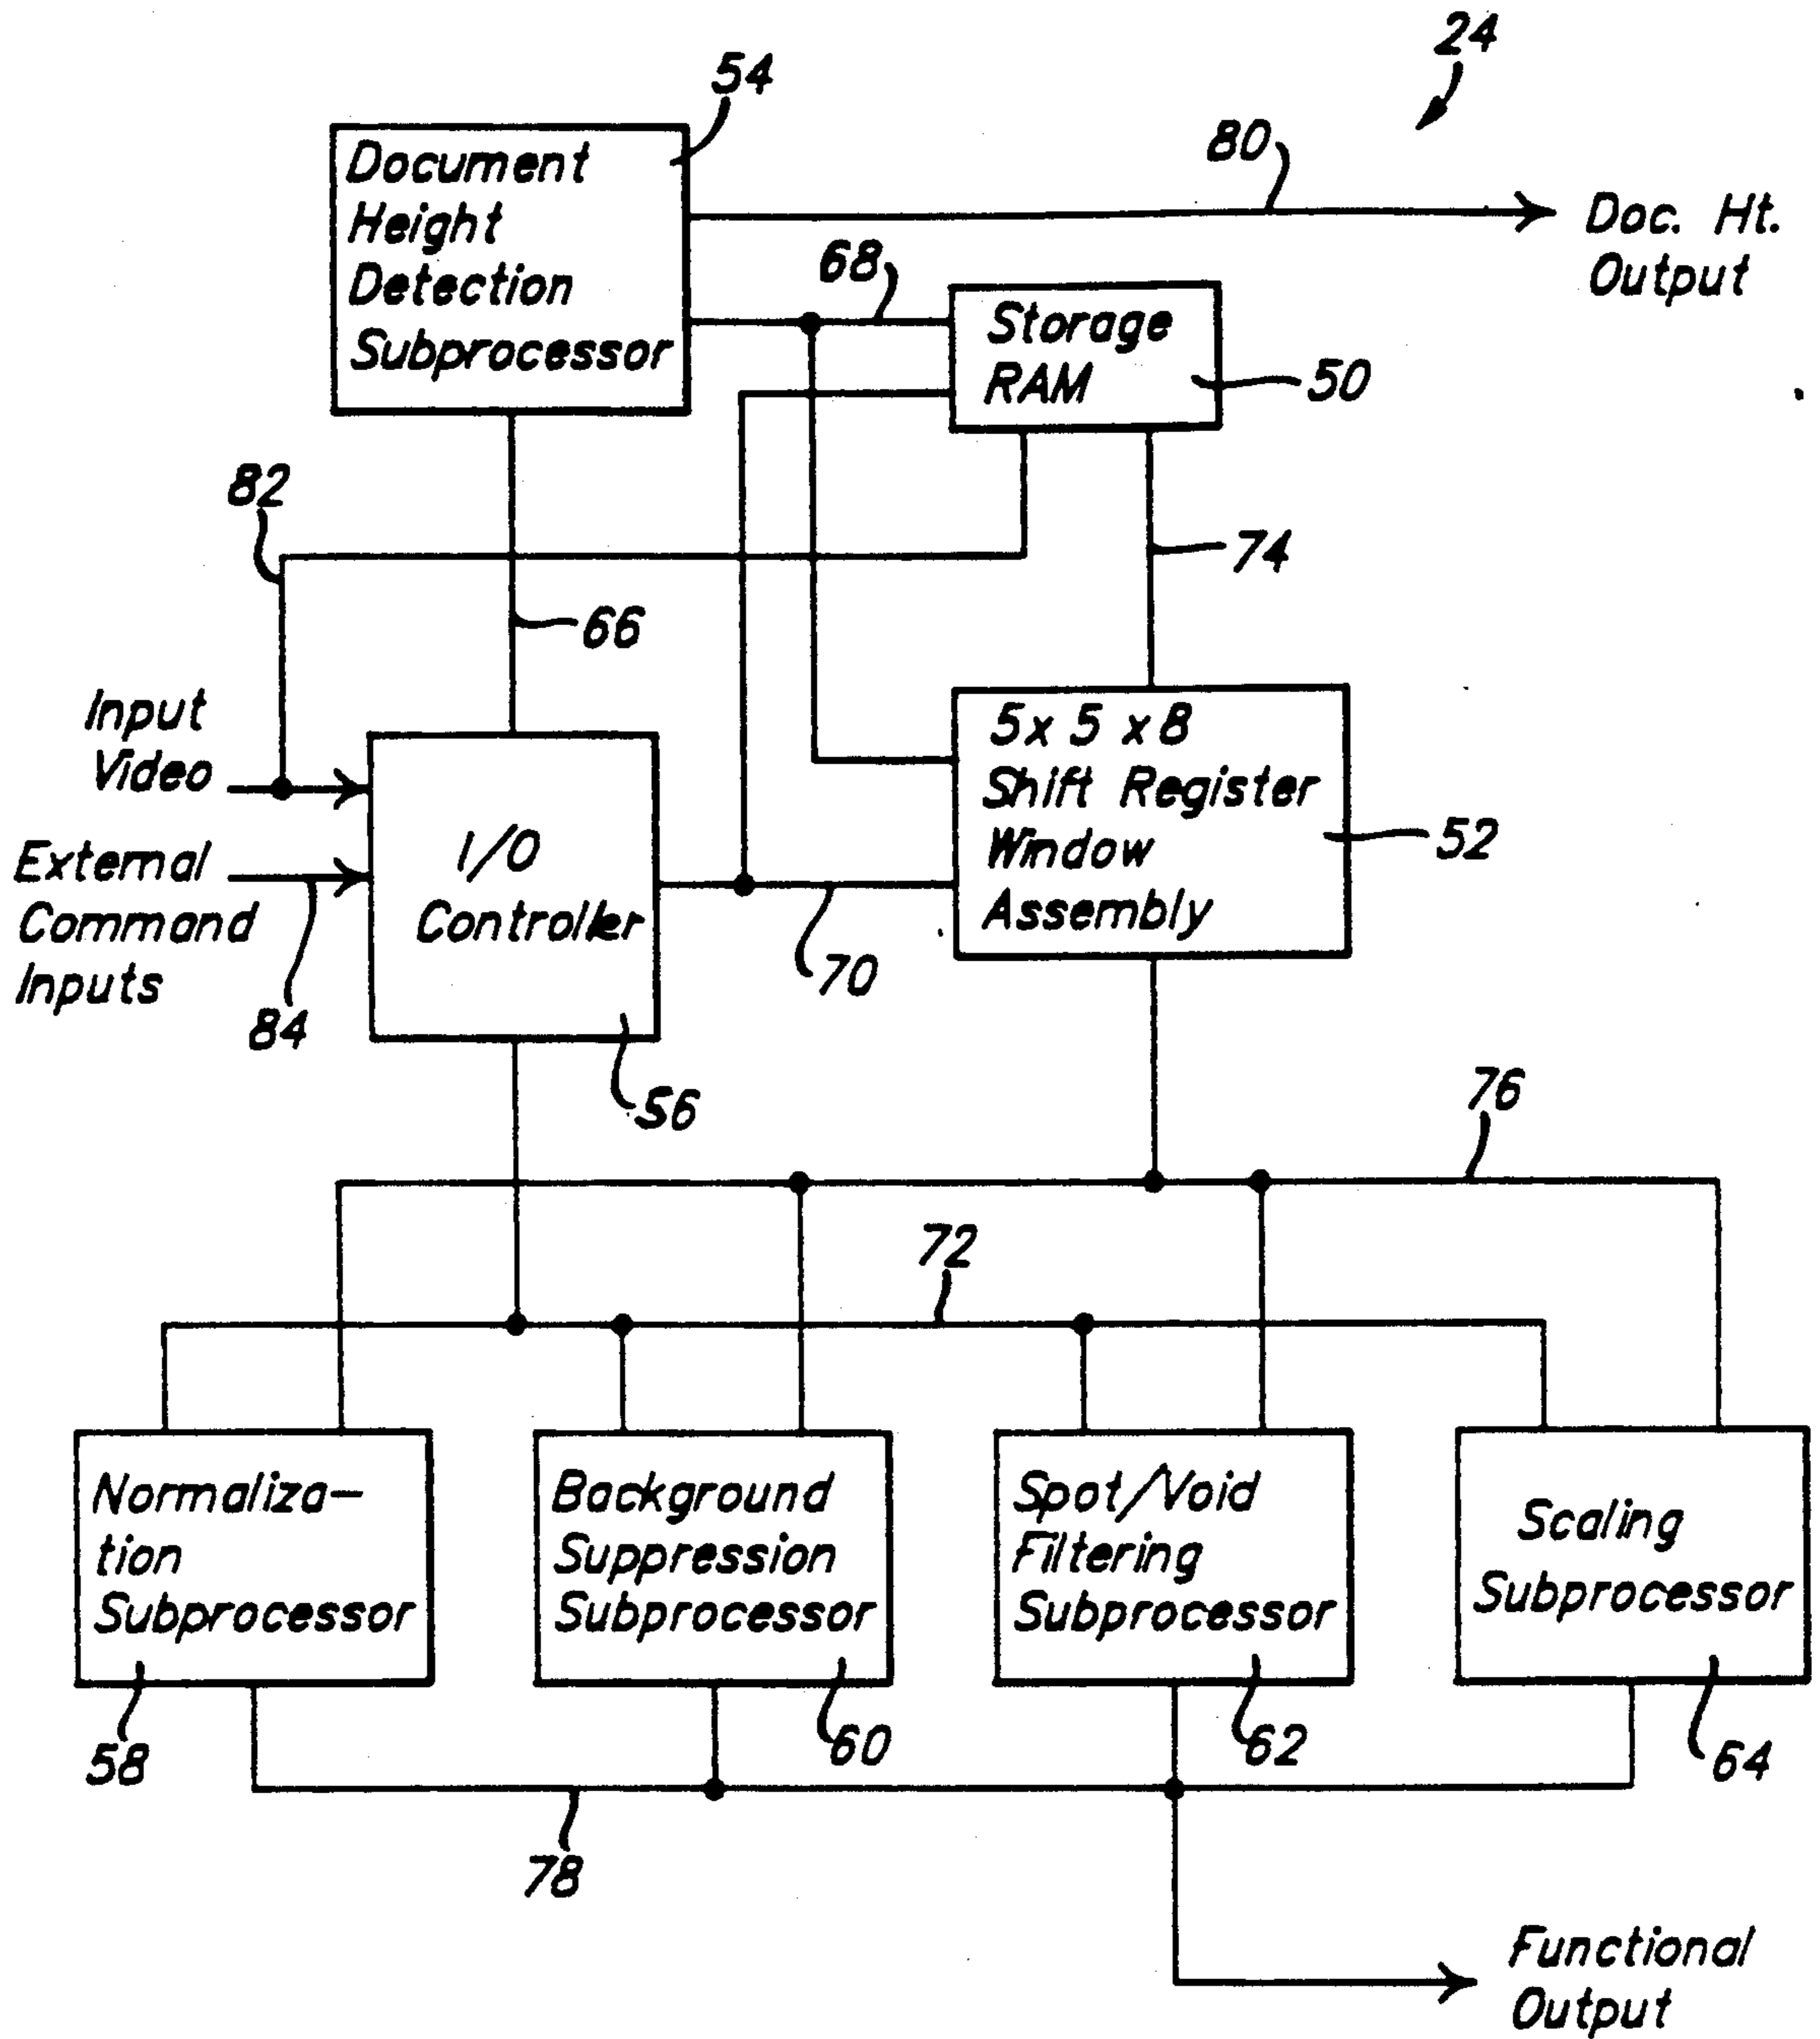 24
54
Document
Height
Detection
Subprocessor
80
Doc. Ht.
Output
68
Storage
RAM
50
82
74
66
Input
Video
5x 5 x8
Shift Register
Window
Assembly
52
External
Command
Inputs
84
I/O
Controller
70
56
76
72
Normaliza-
tion
Subprocessor
Background
Suppression
Subprocessor
Spot/Void
Filtering
Subprocessor
Scaling
Subprocessor
58
60
62
64
78
Functional
Output